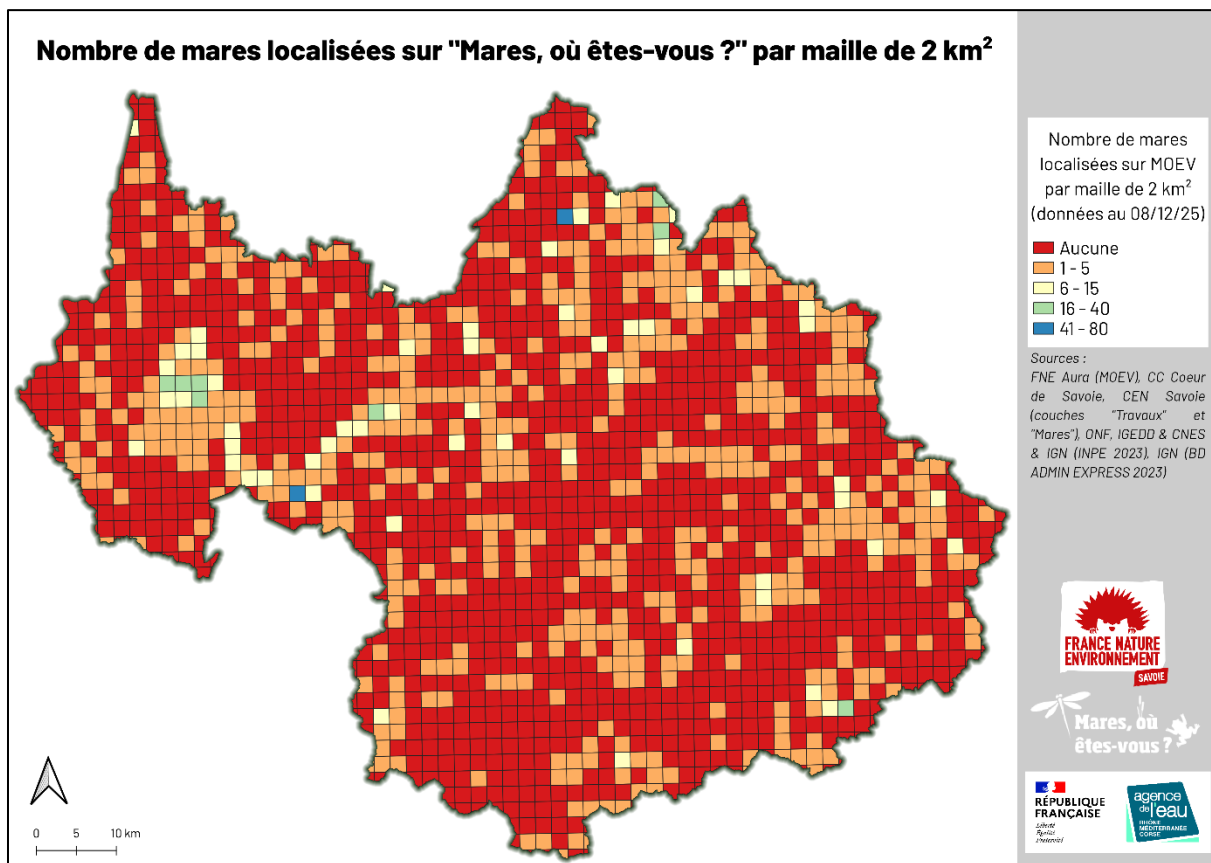 Nombre de mares localisées sur "Mares, où êtes-vous ?" par maille de 2 km²
Nombre de mares
localisées sur MOEV
par maille de 2 km²
(données au 08/12/25)
Aucune
1 - 5
6 - 15
16 - 40
41 - 80
Sources :
FNE Aura (MOEV), CC Coeur
de Savoie, CEN Savoie
(couches "Travaux" et
"Mares"), ONF, IGEDD & CNES
& IGN (INPE 2023), IGN (BD
ADMIN EXPRESS 2023)
FRANCE NATURE
ENVIRONNEMENT
SAVOIE
Mares, où
êtes-vous ?
RÉPUBLIQUE
FRANÇAISE
Liberté
Égalité
Fraternité
agence
de l'eau
RHÔNE
MÉDITERRANÉE
CORSE
0 5 10 km